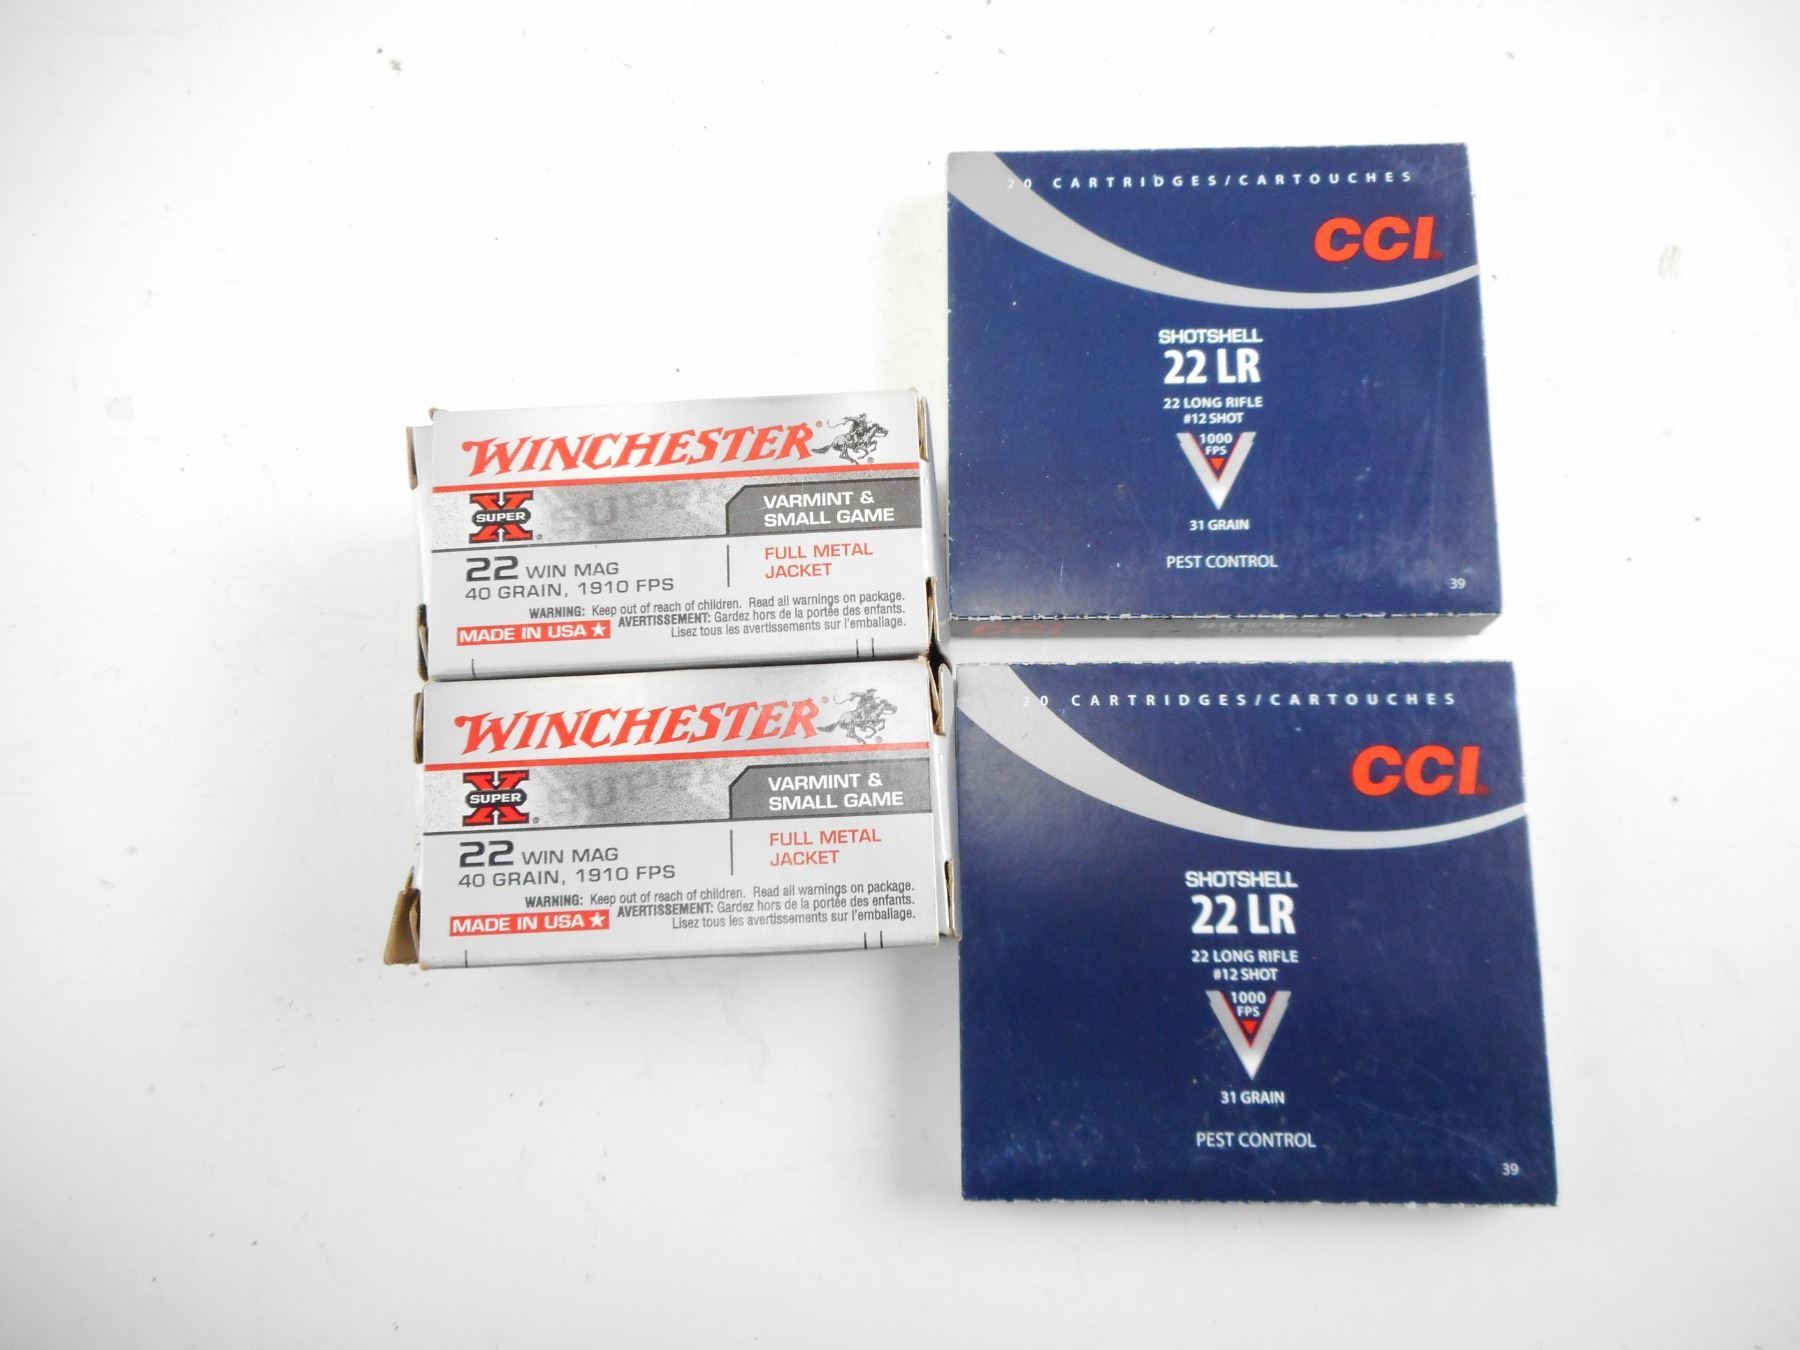 WINCHESTER®
X SUPER ®
VARMINT &
SMALL GAME
22 WIN MAG
40 GRAIN, 1910 FPS
FULL METAL
JACKET
WARNING: Keep out of reach of children. Read all warnings on package.
AVERTISSEMENT: Gardez hors de la portée des enfants.
Lisez tous les avertissements sur l'emballage.
MADE IN USA
WINCHESTER®
X SUPER ®
VARMINT &
SMALL GAME
22 WIN MAG
40 GRAIN, 1910 FPS
FULL METAL
JACKET
WARNING: Keep out of reach of children. Read all warnings on package.
AVERTISSEMENT: Gardez hors de la portée des enfants.
Lisez tous les avertissements sur l'emballage.
MADE IN USA
20 CARTRIDGES/CARTOUCHES
CCI®
SHOTSHELL
22 LR
22 LONG RIFLE
#12 SHOT
1000
FPS
31 GRAIN
PEST CONTROL
39
CCI
20 CARTRIDGES/CARTOUCHES
CCI®
SHOTSHELL
22 LR
22 LONG RIFLE
#12 SHOT
1000
FPS
31 GRAIN
PEST CONTROL
39